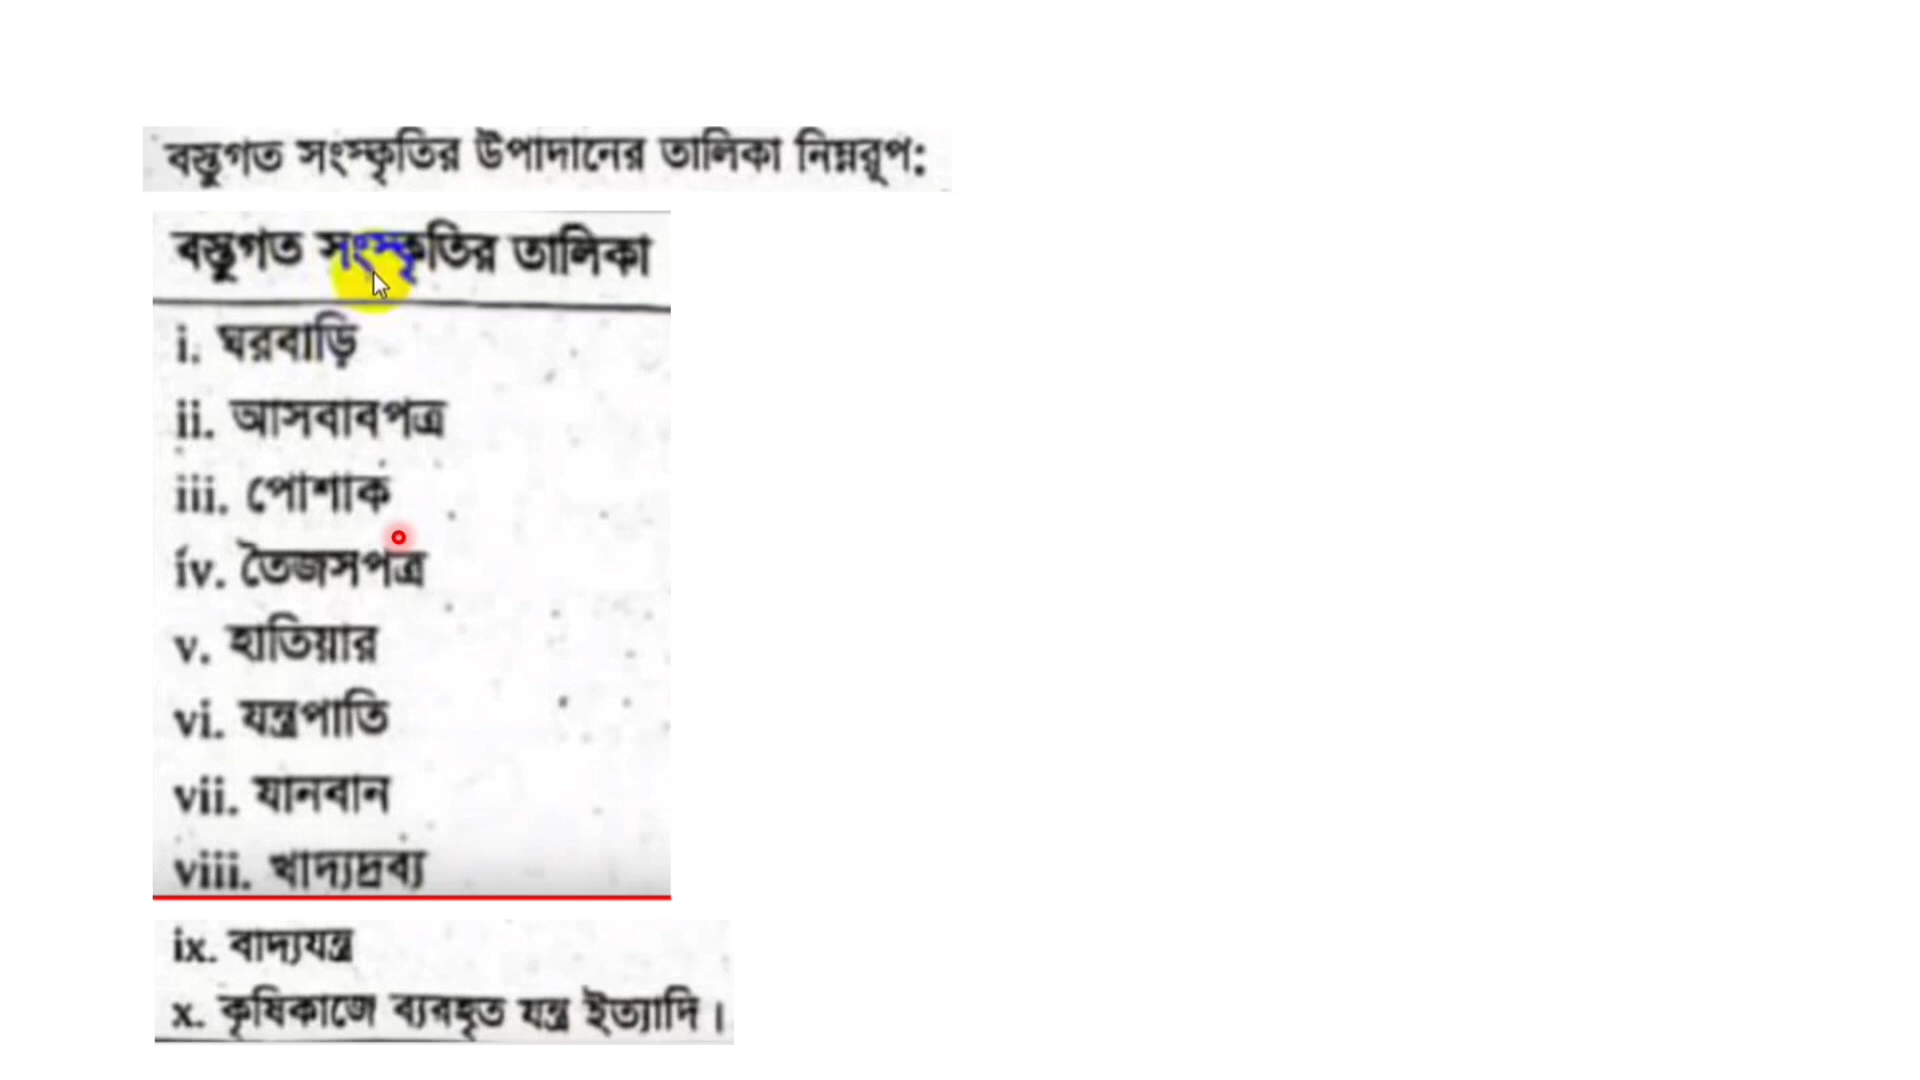 বস্তুগত সংস্কৃতির উপাদানের তালিকা নিম্নরূপ:
বস্তুগত সংস্কৃতির তালিকা
i. ঘরবাড়ি
ii. আসবাবপত্র
iii. পোশাক
iv. তৈজসপত্র
v. হাতিয়ার
vi. যন্ত্রপাতি
vii. যানবান
viii. খাদ্যদ্রব্য
ix. বাদ্যযন্ত্র
x. কৃষিকাজে ব্যবহৃত যন্ত্র ইত্যাদি।